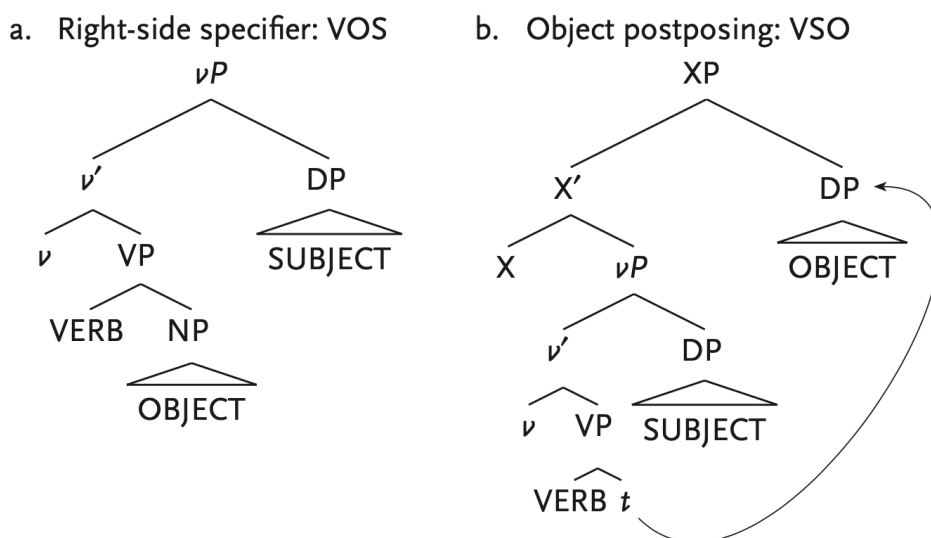 a. Right-side specifier: VOS
νP
ν′ DP
ν VP SUBJECT
VERB NP
OBJECT
b. Object postposing: VSO
XP
X′ DP
X νP OBJECT
ν′ DP
ν VP SUBJECT
VERB t